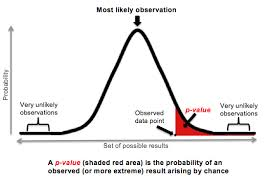 Most likely observation
Probability
Very unlikely
observations
Observed
data point
p-value
Very unlikely
observations
Set of possible results
A p-value (shaded red area) is the probability of an
observed (or more extreme) result arising by chance